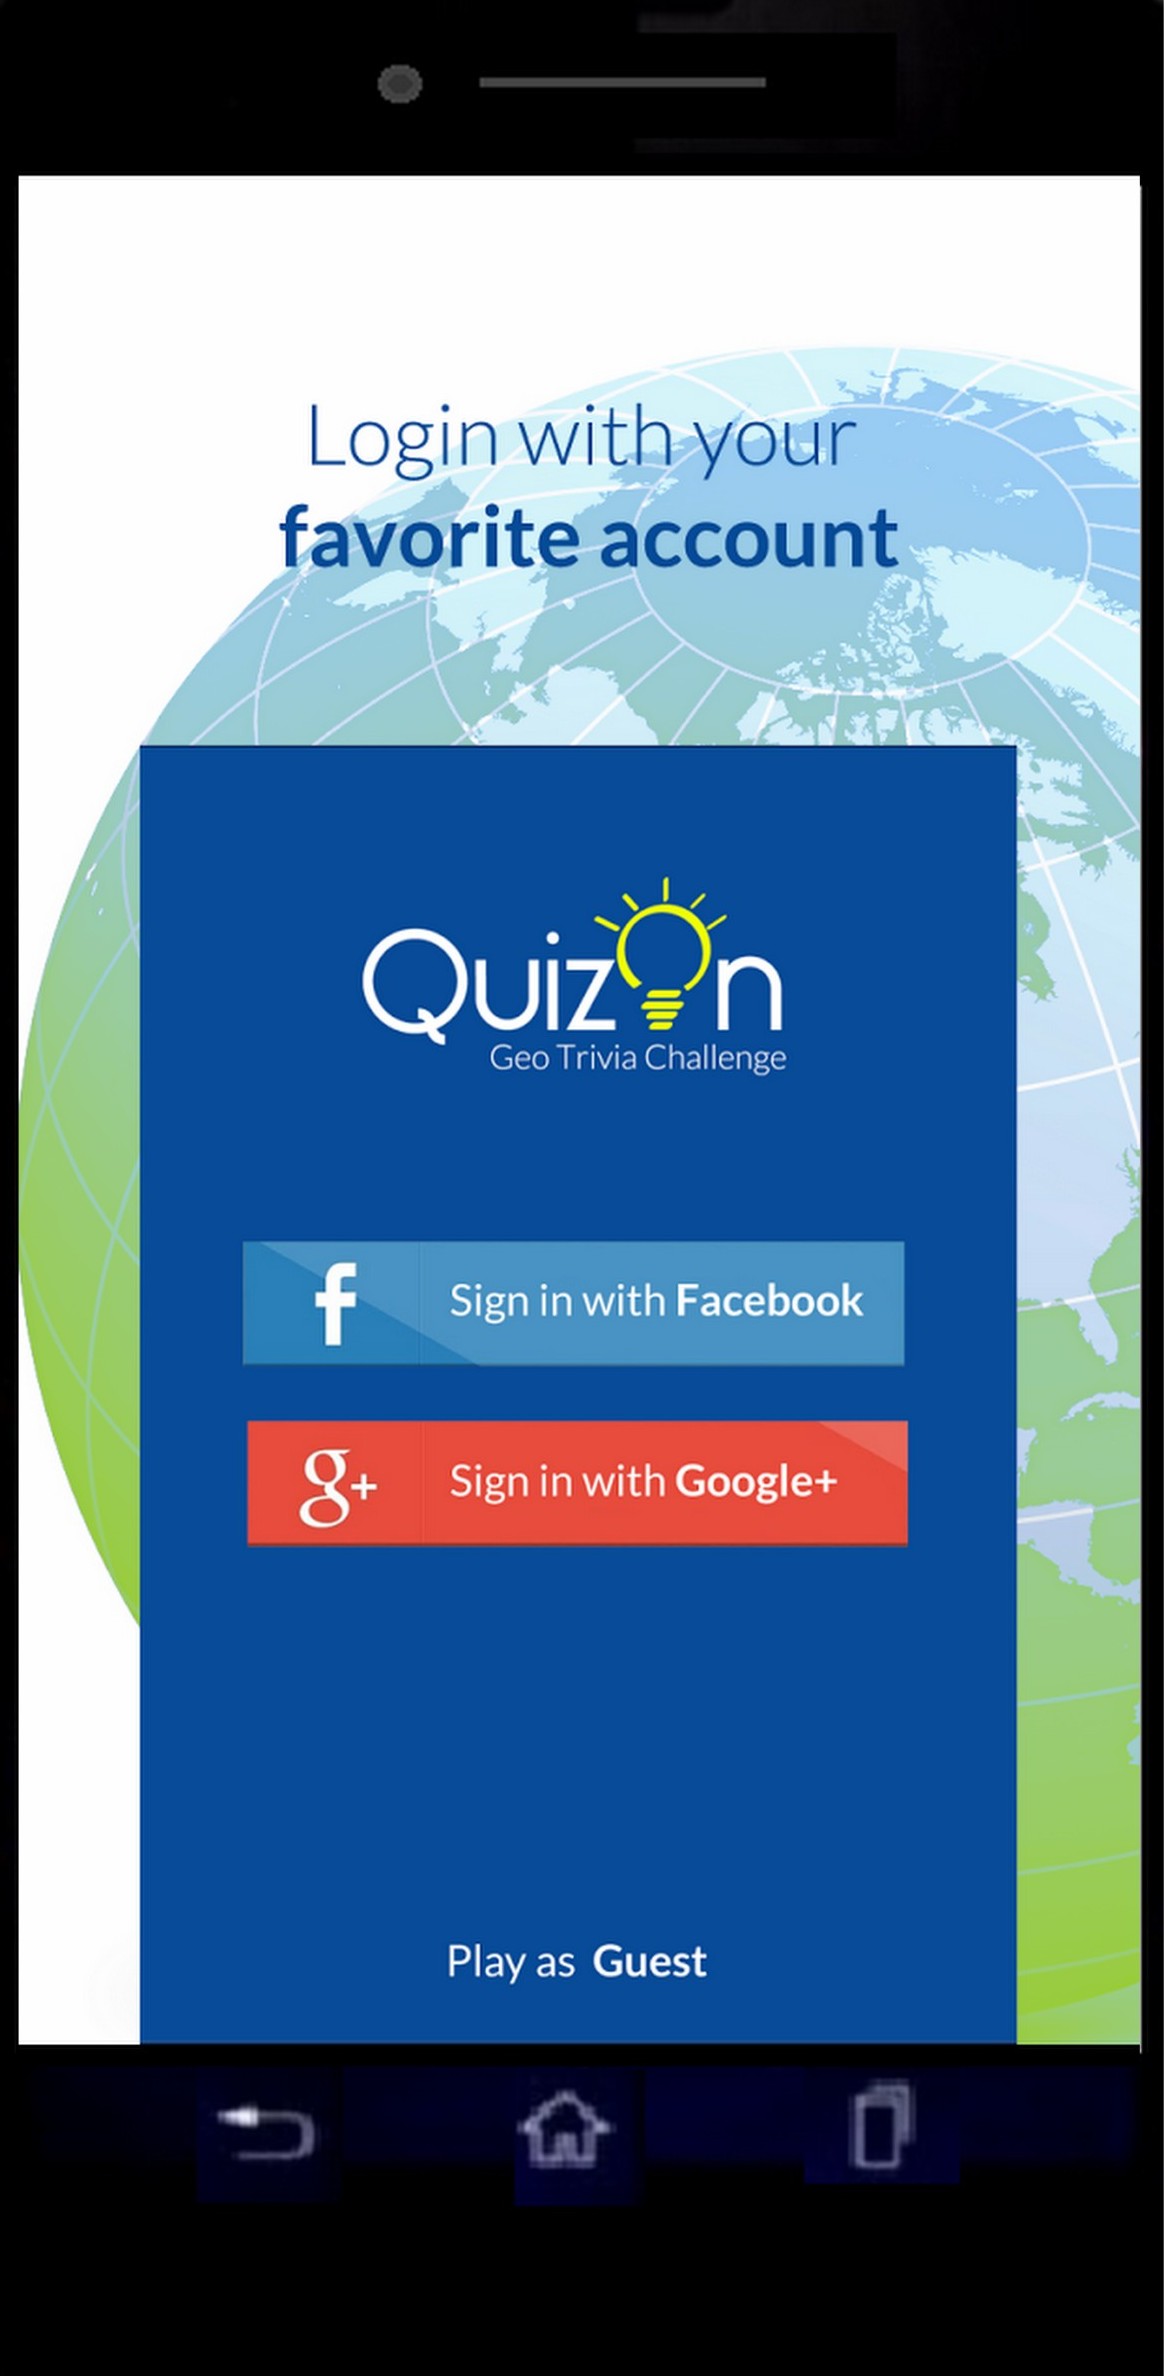 Login with your
favorite account
QuizOn
Geo Trivia Challenge
f Sign in with Facebook
g+ Sign in with Google+
Play as Guest